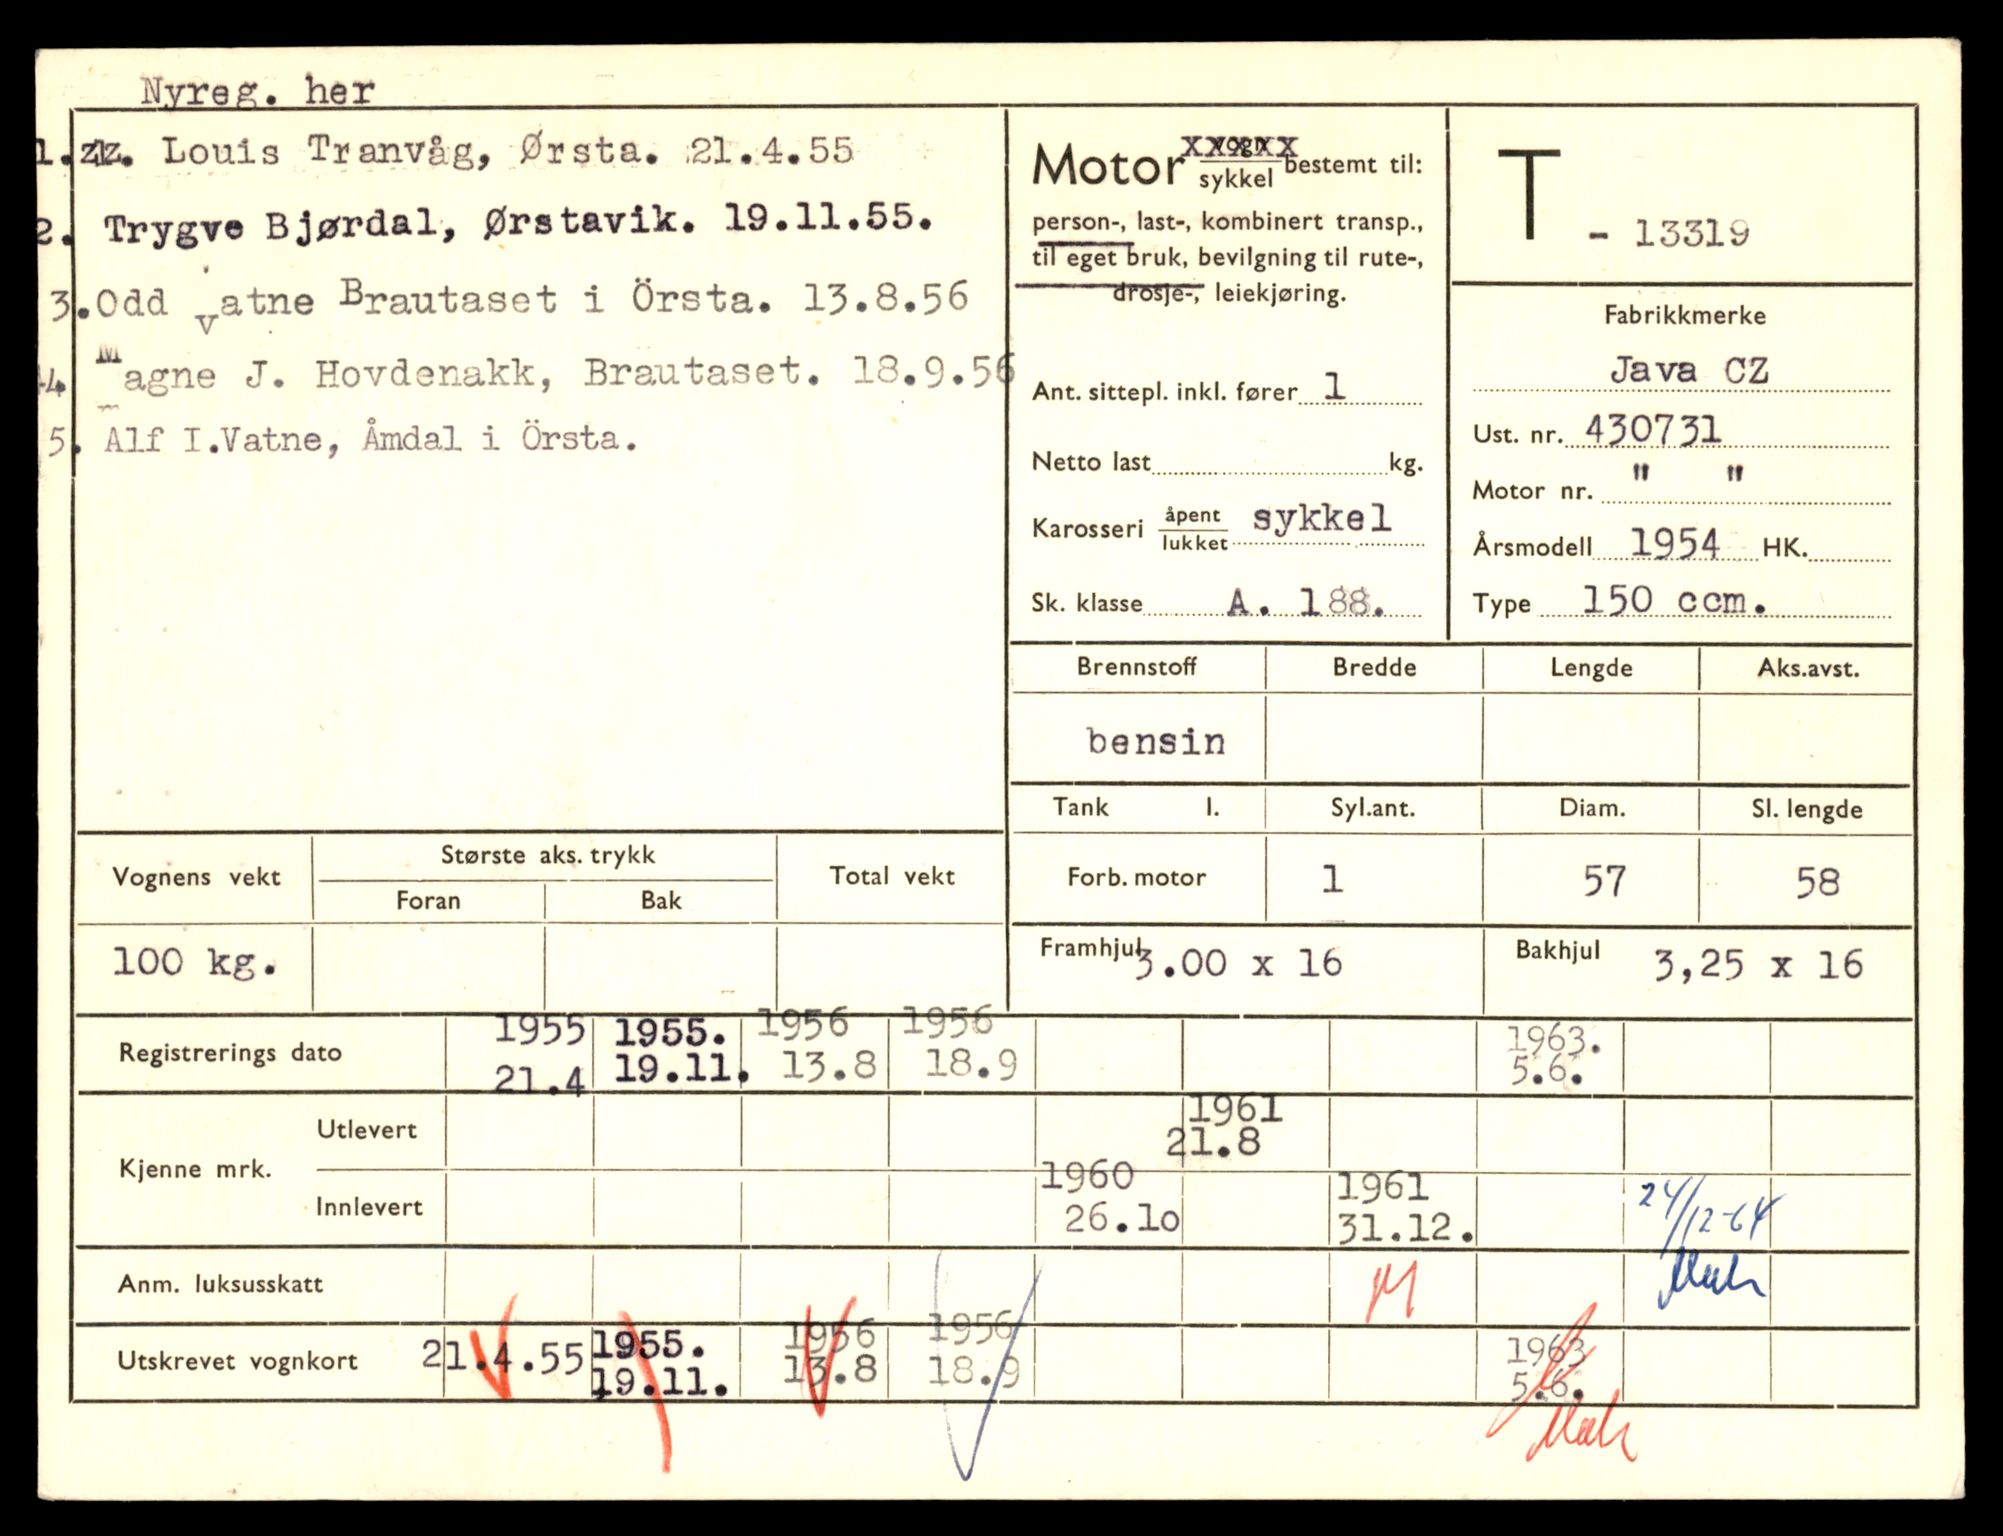 Nyreg. her
1. Louis Tranvåg, Ørsta. 21.4.55
2. Trygve Bjørdal, Ørstavik. 19.11.55.
3. Odd Vatne Brautaset i Örsta. 13.8.56
4. Magne J. Hovdenakk, Brautaset. 18.9.56
5. Alf I.Vatne, Åmdal i Örsta.
Motor vogn sykkel bestemt til:
person-, last-, kombinert transp.,
til eget bruk, bevilgning til rute-,
drosje-, leiekjøring.
Ant. sittepl. inkl. fører 1
Netto last kg.
Karosseri åpent lukket sykkel
Sk. klasse A. 188.
T - 13319
Fabrikkmerke
Java CZ
Ust. nr. 430731
Motor nr. " "
Årsmodell 1954 HK.
Type 150 ccm.
Brennstoff Bredde Lengde Aks.avst.
bensin
Tank l. Syl.ant. Diam. Sl. lengde
Forb. motor 1 57 58
Framhjul 3.00 x 16 Bakhjul 3,25 x 16
Vognens vekt Største aks. trykk Total vekt
Foran Bak
100 kg.
1955 1955. 1956 1956 1963.
Registrerings dato 21.4 19.11. 13.8 18.9 5.6.
Kjenne mrk.
Utlevert 1961 21.8
Innlevert 1960 26.10 1961 31.12. 24/12-64
Anm. luksusskatt M
Utskrevet vognkort 21.4.55 1955. 19.11. 1956 13.8 1956 18.9 1963 5.6.